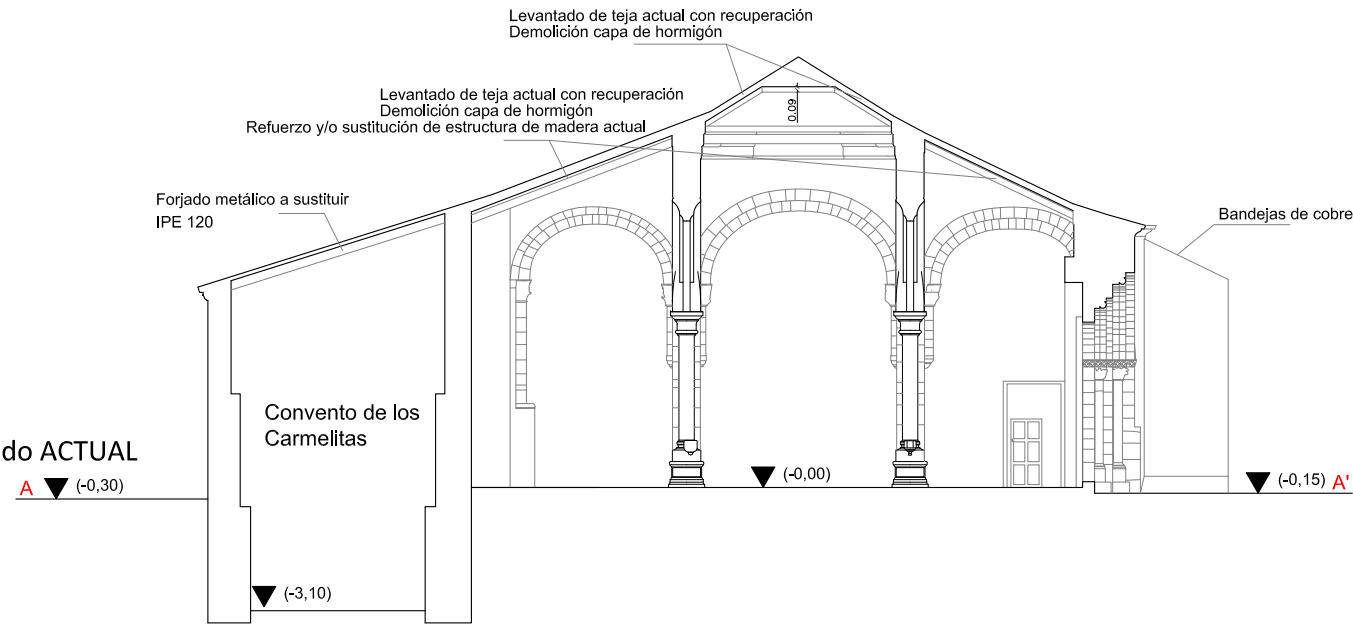 Levantado de teja actual con recuperación
Demolición capa de hormigón
Levantado de teja actual con recuperación
Demolición capa de hormigón
Refuerzo y/o sustitución de estructura de madera actual
0.09
Forjado metálico a sustituir
IPE 120
Bandejas de cobre
Convento de los
Carmelitas
do ACTUAL
A (-0,30)
(-0,00)
(-0,15) A'
(-3,10)